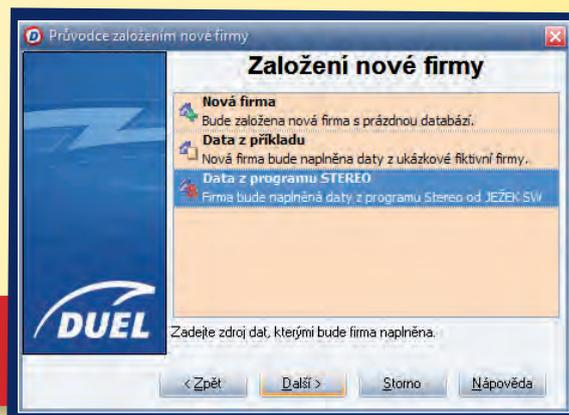 Průvodce založením nové firmy
Založení nové firmy
Nová firma
Bude založena nová firma s prázdnou databází.
Data z příkladu
Nová firma bude naplněna daty z ukázkové fiktivní firmy.
Data z programu STEREO
Firma bude naplněná daty z programu Stereo od JEŽEK SW
DUEL
Zadejte zdroj dat, kterými bude firma naplněna.
< Zpět
Další >
Storno
Nápověda